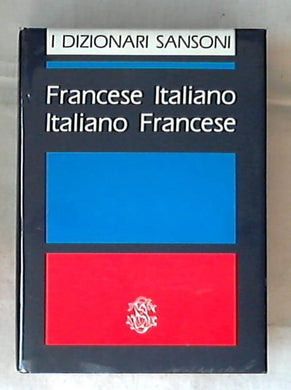 I DIZIONARI SANSONI
Francese Italiano
Italiano Francese